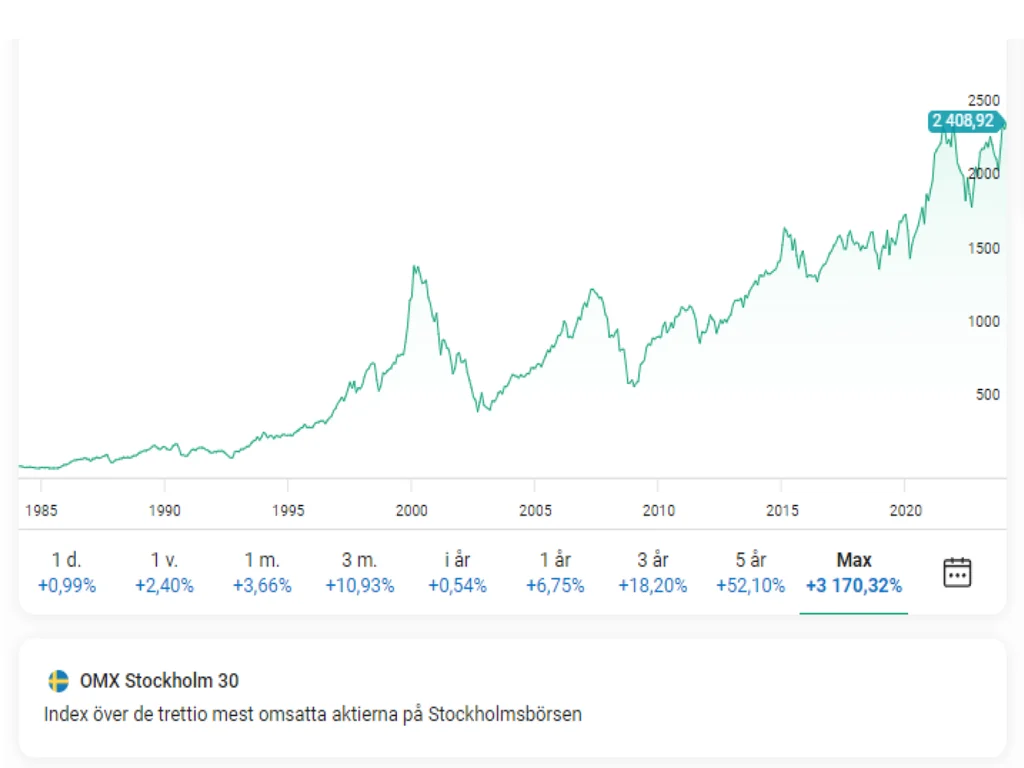 2500
2 408,92
2000
1500
1000
500
1985 1990 1995 2000 2005 2010 2015 2020
1 d. 1 v. 1 m. 3 m. i år 1 år 3 år 5 år Max
+0,99% +2,40% +3,66% +10,93% +0,54% +6,75% +18,20% +52,10% +3 170,32%
OMX Stockholm 30
Index över de trettio mest omsatta aktierna på Stockholmsbörsen